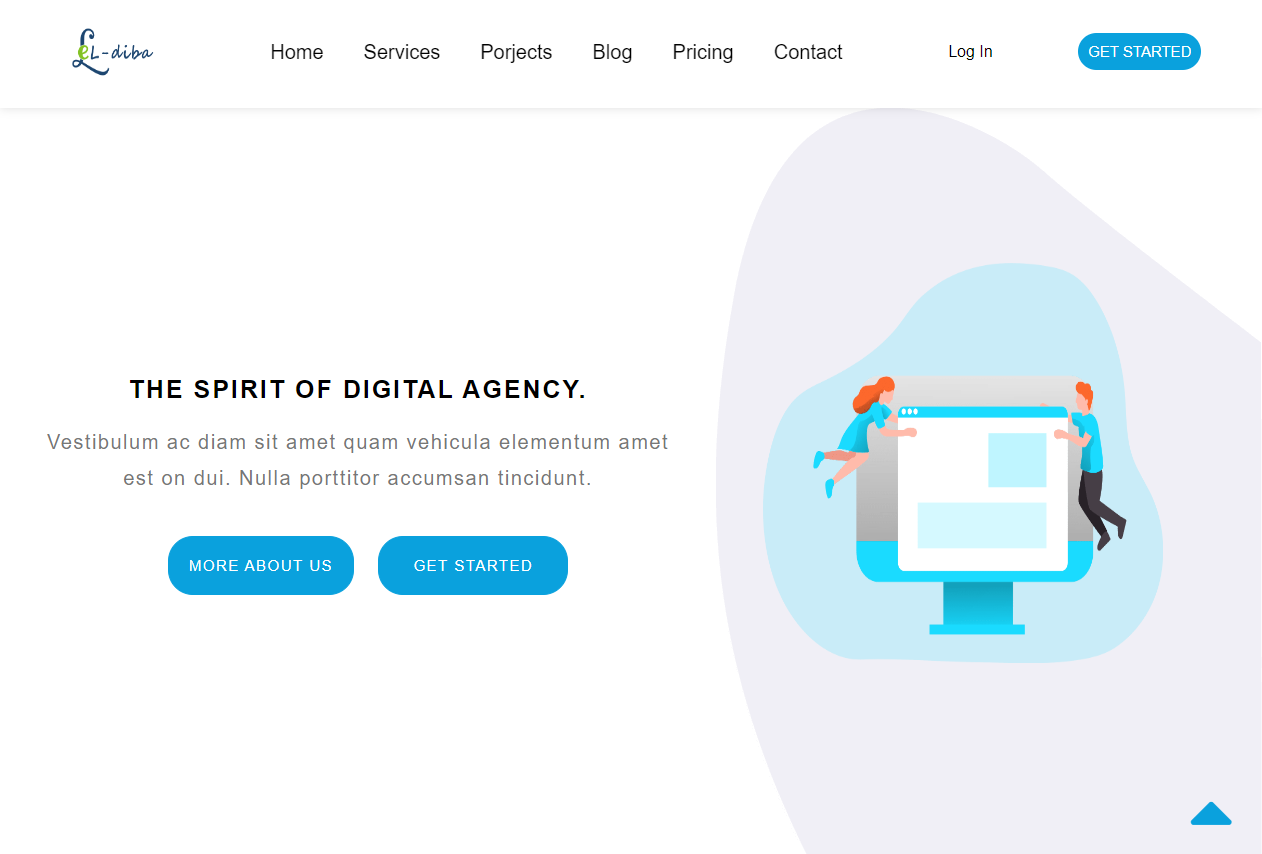 eL-diba
Home Services Porjects Blog Pricing Contact Log In GET STARTED
THE SPIRIT OF DIGITAL AGENCY.
Vestibulum ac diam sit amet quam vehicula elementum amet
est on dui. Nulla porttitor accumsan tincidunt.
MORE ABOUT US GET STARTED